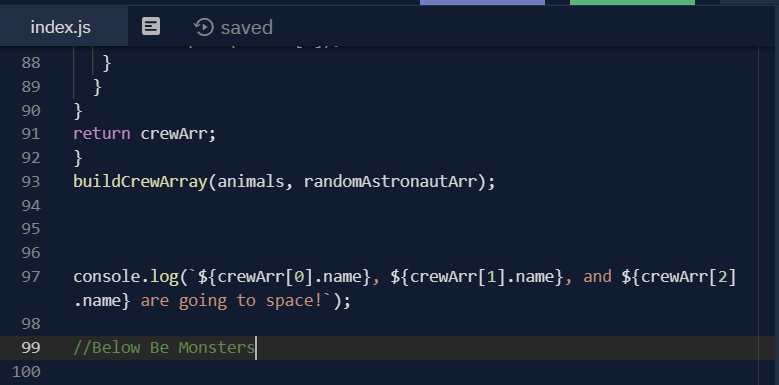 index.js saved
88 }
89 }
90 }
91 return crewArr;
92 }
93 buildCrewArray(animals, randomAstronautArr);
94
95
96
97 console.log(`${crewArr[0].name}, ${crewArr[1].name}, and ${crewArr[2]
.name} are going to space!`);
98
99 //Below Be Monsters
100